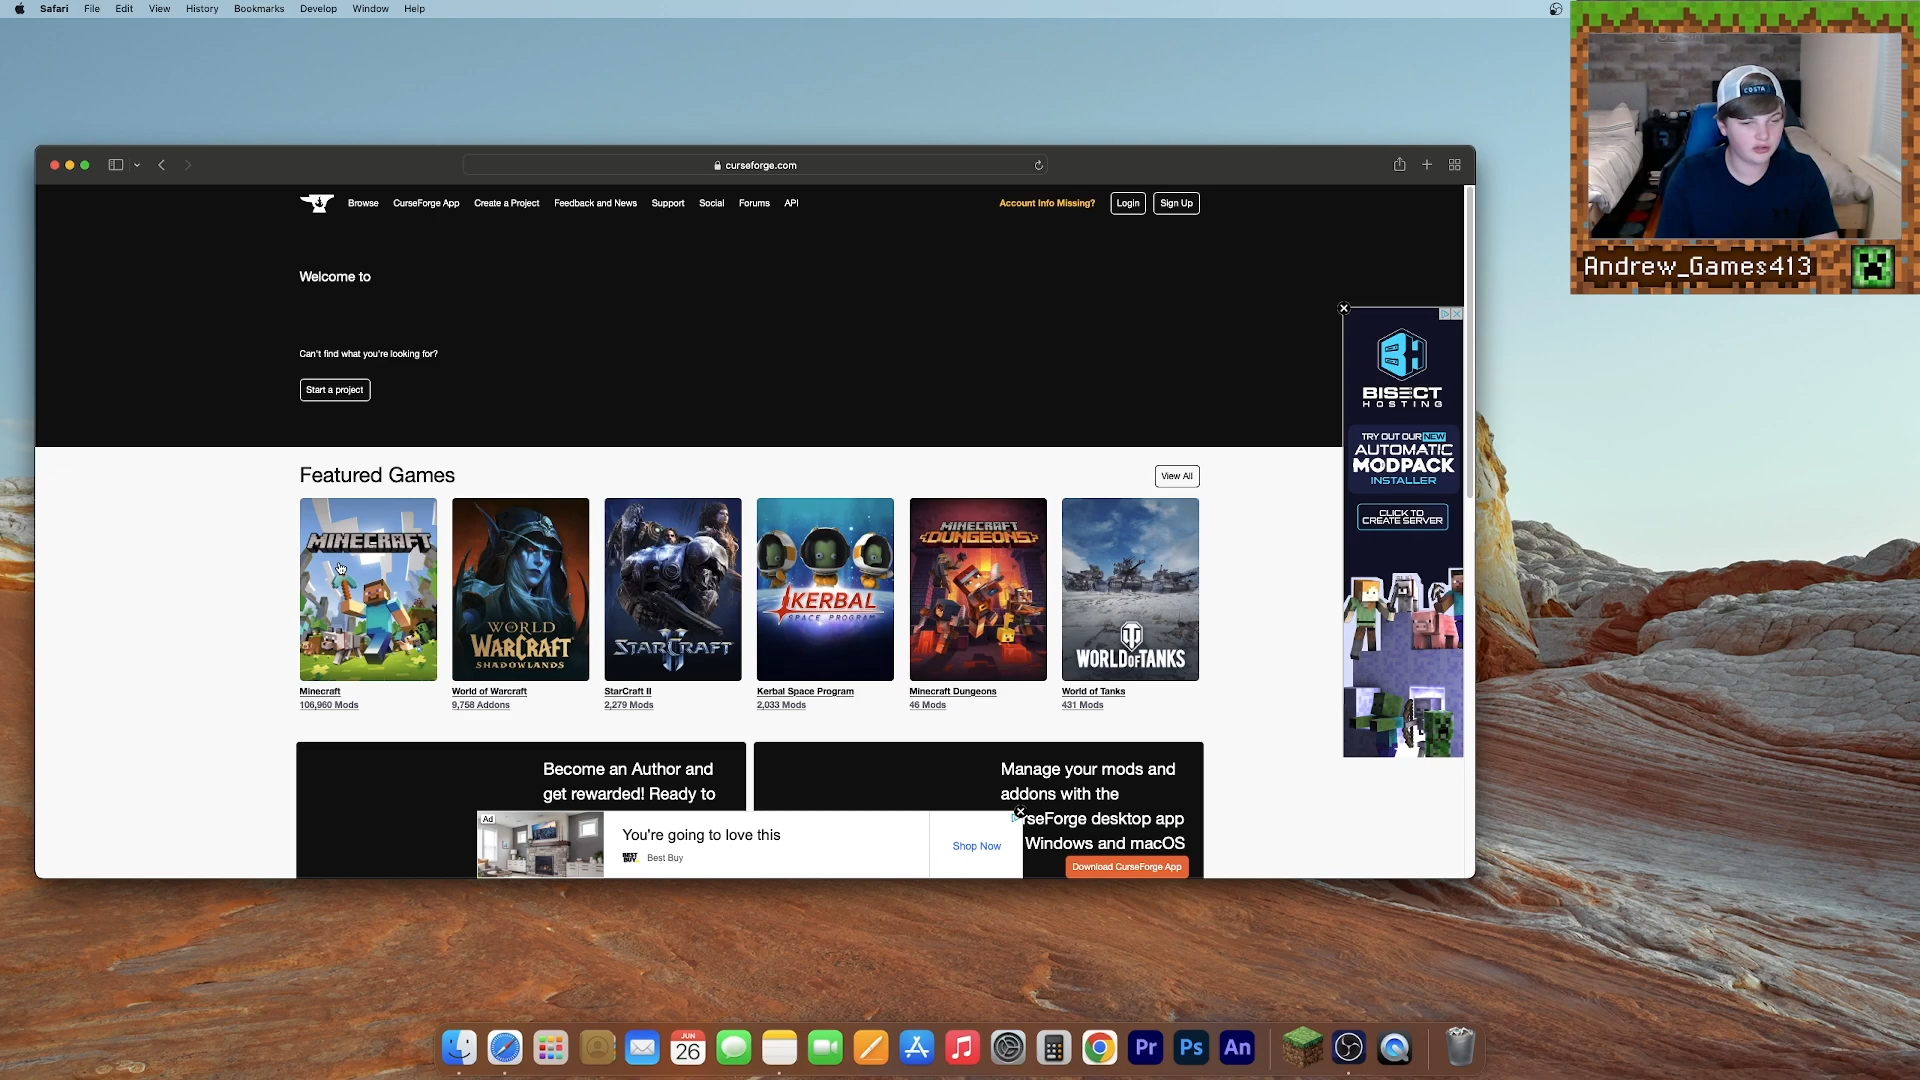 Safari File Edit View History Bookmarks Develop Window Help
curseforge.com
Browse CurseForge App Create a Project Feedback and News Support Social Forums API
Account Info Missing? Login Sign Up
Welcome to
Can't find what you're looking for?
Start a project
Featured Games
View All
MINECRAFT
WORLD
WARCRAFT
SHADOWLANDS
STARCRAFT
II
KERBAL
SPACE PROGRAM
MINECRAFT
DUNGEONS
WORLD OF TANKS
Minecraft
106,960 Mods
World of Warcraft
9,758 Addons
StarCraft II
2,279 Mods
Kerbal Space Program
2,033 Mods
Minecraft Dungeons
46 Mods
World of Tanks
431 Mods
Become an Author and
get rewarded! Ready to
Manage your mods and
addons with the
rseForge desktop app
Windows and macOS
Download CurseForge App
Ad
You're going to love this
BEST BUY
Best Buy
Shop Now
BISECT
HOSTING
TRY OUT OUR NEW
AUTOMATIC
MODPACK
INSTALLER
CLICK TO
CREATE SERVER
COSTA
Andrew_Games413
JUN
26
Pr
Ps
An